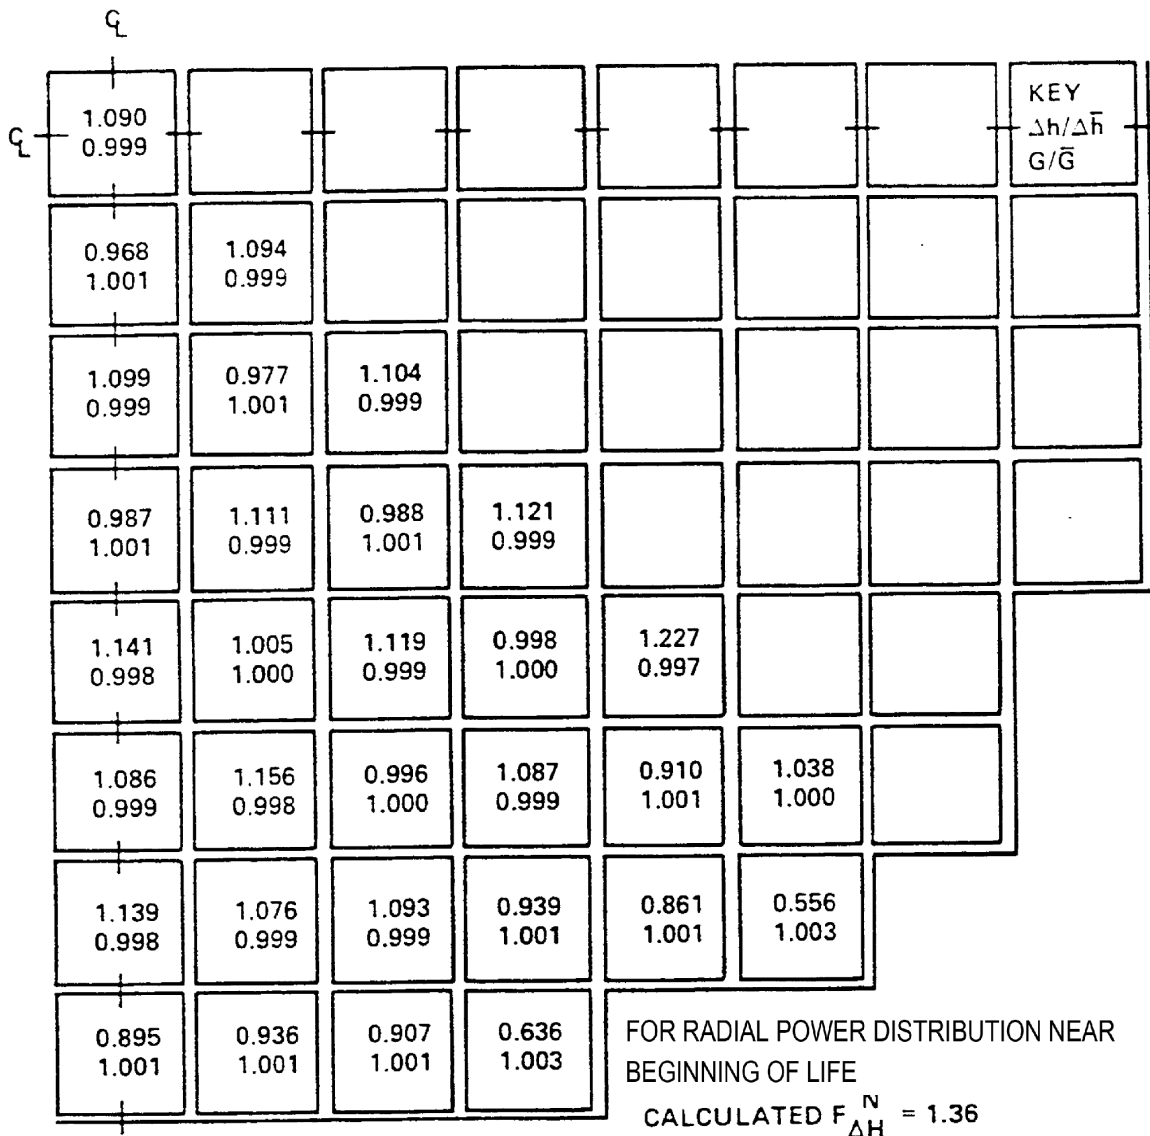 ℄
℄
1.090
0.999
KEY
Δh/Δh̅
G/G̅
0.968 1.094
1.001 0.999
1.099 0.977 1.104
0.999 1.001 0.999
0.987 1.111 0.988 1.121
1.001 0.999 1.001 0.999
1.141 1.005 1.119 0.998 1.227
0.998 1.000 0.999 1.000 0.997
1.086 1.156 0.996 1.087 0.910 1.038
0.999 0.998 1.000 0.999 1.001 1.000
1.139 1.076 1.093 0.939 0.861 0.556
0.998 0.999 0.999 1.001 1.001 1.003
0.895 0.936 0.907 0.636
1.001 1.001 1.001 1.003
FOR RADIAL POWER DISTRIBUTION NEAR
BEGINNING OF LIFE
CALCULATED F N ΔH = 1.36